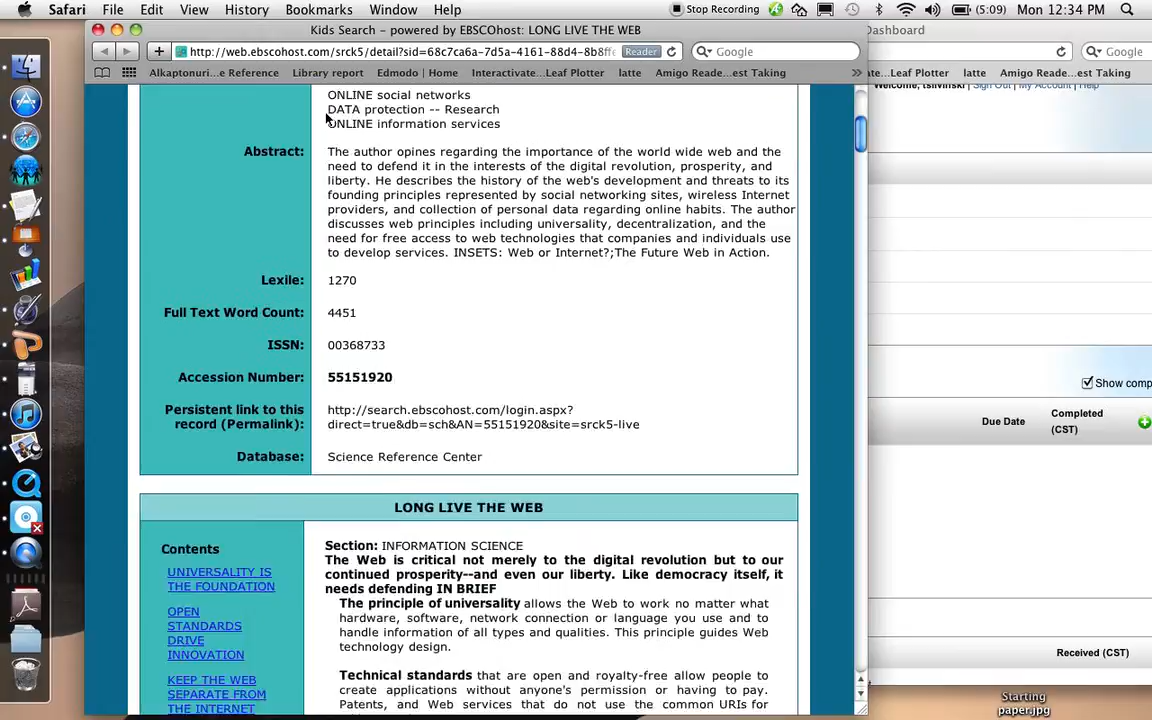 Safari File Edit View History Bookmarks Window Help Stop Recording (5:09) Mon 12:34 PM
Kids Search – powered by EBSCOhost: LONG LIVE THE WEB
Dashboard
http://web.ebscohost.com/srck5/detail?sid=68c7ca6a-7d5a-4161-88d4-8b8ff Reader Google
Google
Alkaptonuri...e Reference Library report Edmodo | Home Interactivate...Leaf Plotter latte Amigo Reade...est Taking
ate...Leaf Plotter latte Amigo Reade...est Taking
Welcome, tslivinski Sign Out My Account Help
ONLINE social networks
DATA protection -- Research
ONLINE information services
Abstract: The author opines regarding the importance of the world wide web and the
need to defend it in the interests of the digital revolution, prosperity, and
liberty. He describes the history of the web's development and threats to its
founding principles represented by social networking sites, wireless Internet
providers, and collection of personal data regarding online habits. The author
discusses web principles including universality, decentralization, and the
need for free access to web technologies that companies and individuals use
to develop services. INSETS: Web or Internet?;The Future Web in Action.
Lexile: 1270
Full Text Word Count: 4451
ISSN: 00368733
Accession Number: 55151920
Persistent link to this
record (Permalink):
http://search.ebscohost.com/login.aspx?
direct=true&db=sch&AN=55151920&site=srck5-live
Database: Science Reference Center
Show comp
Due Date
Completed
(CST)
LONG LIVE THE WEB
Contents
UNIVERSALITY IS
THE FOUNDATION
OPEN
STANDARDS
DRIVE
INNOVATION
KEEP THE WEB
SEPARATE FROM
THE INTERNET
Section: INFORMATION SCIENCE
The Web is critical not merely to the digital revolution but to our
continued prosperity--and even our liberty. Like democracy itself, it
needs defending IN BRIEF
The principle of universality allows the Web to work no matter what
hardware, software, network connection or language you use and to
handle information of all types and qualities. This principle guides Web
technology design.
Technical standards that are open and royalty-free allow people to
create applications without anyone's permission or having to pay.
Patents, and Web services that do not use the common URIs for
Received (CST)
Starting
paper.jpg